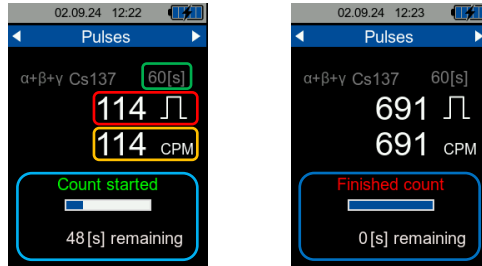 02.09.24 12:22
Pulses
α+β+γ Cs137 60[s]
114
114 CPM
Count started
48[s] remaining
02.09.24 12:23
Pulses
α+β+γ Cs137 60[s]
691
691 CPM
Finished count
0[s] remaining